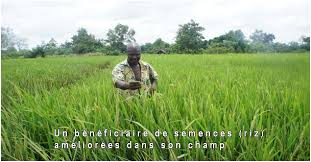 Un bénéficiaire de semences (riz)
améliorées dans son champ